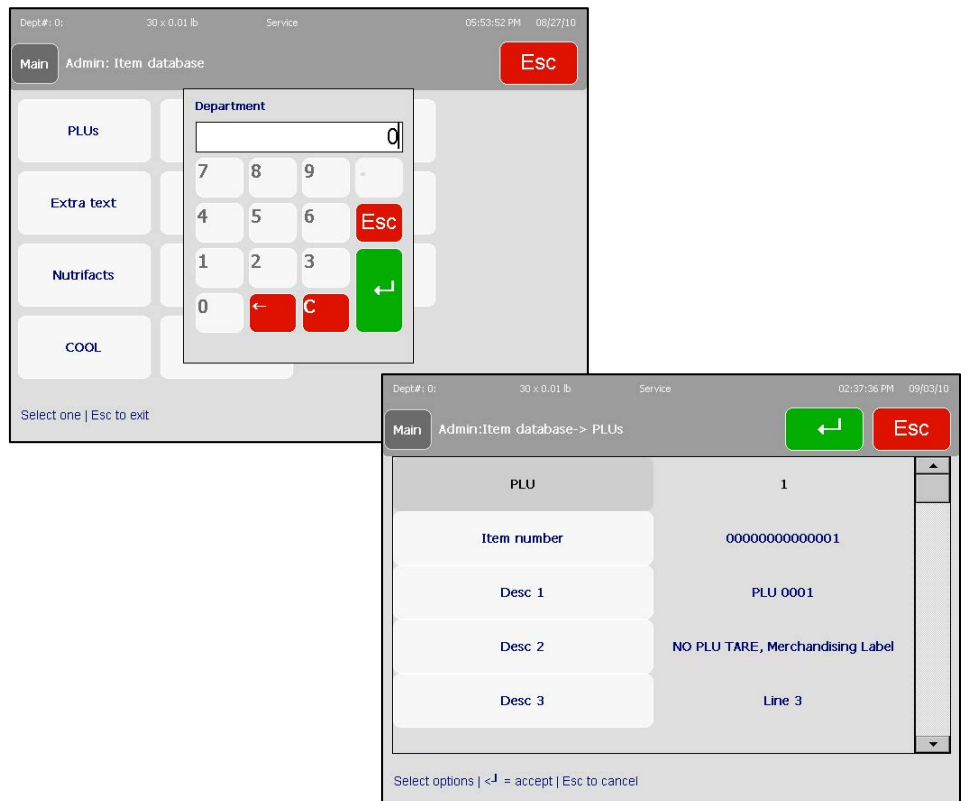 Dept#: 0: 30 x 0.01 lb Service 05:53:52 PM 08/27/10
Main Admin: Item database Esc
PLUs
Extra text
Nutrifacts
COOL
Department
0
7 8 9 .
4 5 6 Esc
1 2 3 ↵
0 ← C
Select one | Esc to exit
Dept#: 0: 30 x 0.01 lb Service 02:37:36 PM 09/03/10
Main Admin:Item database-> PLUs ↵ Esc
PLU 1
Item number 00000000000001
Desc 1 PLU 0001
Desc 2 NO PLU TARE, Merchandising Label
Desc 3 Line 3
Select options | <┘ = accept | Esc to cancel